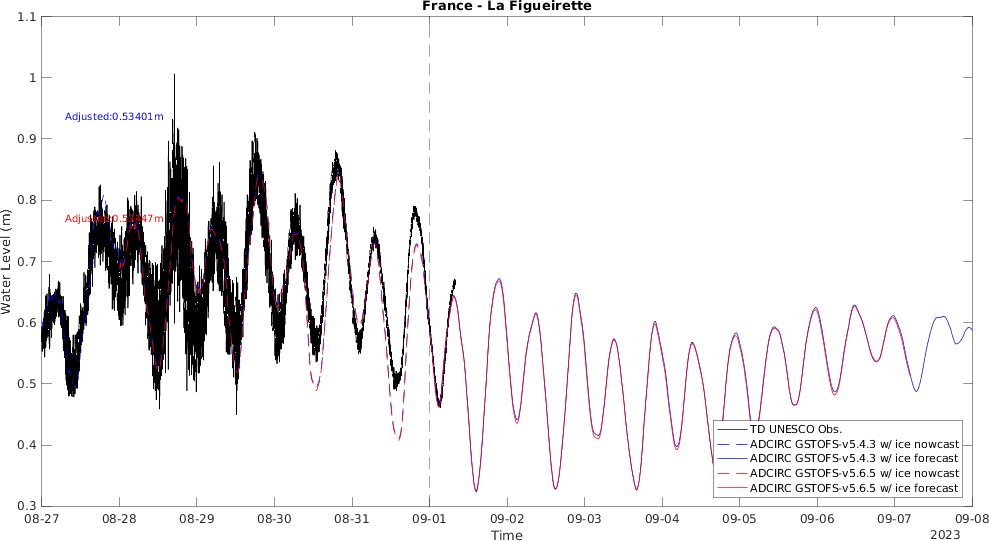 France - La Figueirette
1.1
1
0.9
0.8
0.7
0.6
0.5
0.4
0.3
Water Level (m)
Adjusted:0.53401m
TD UNESCO Obs.
ADCIRC GSTOFS-v5.4.3 w/ ice nowcast
ADCIRC GSTOFS-v5.4.3 w/ ice forecast
ADCIRC GSTOFS-v5.6.5 w/ ice nowcast
ADCIRC GSTOFS-v5.6.5 w/ ice forecast
08-27 08-28 08-29 08-30 08-31 09-01 09-02 09-03 09-04 09-05 09-06 09-07 09-08
Time
2023